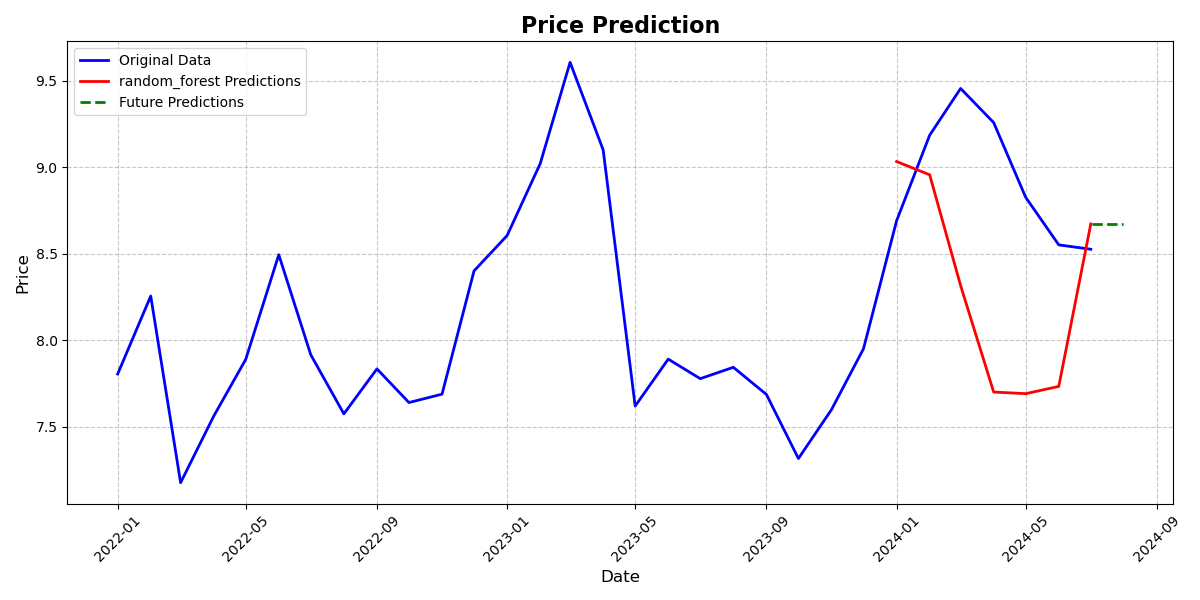 Price Prediction
Original Data
random_forest Predictions
Future Predictions
Price
9.5
9.0
8.5
8.0
7.5
2022-01
2022-05
2022-09
2023-01
2023-05
2023-09
2024-01
2024-05
2024-09
Date